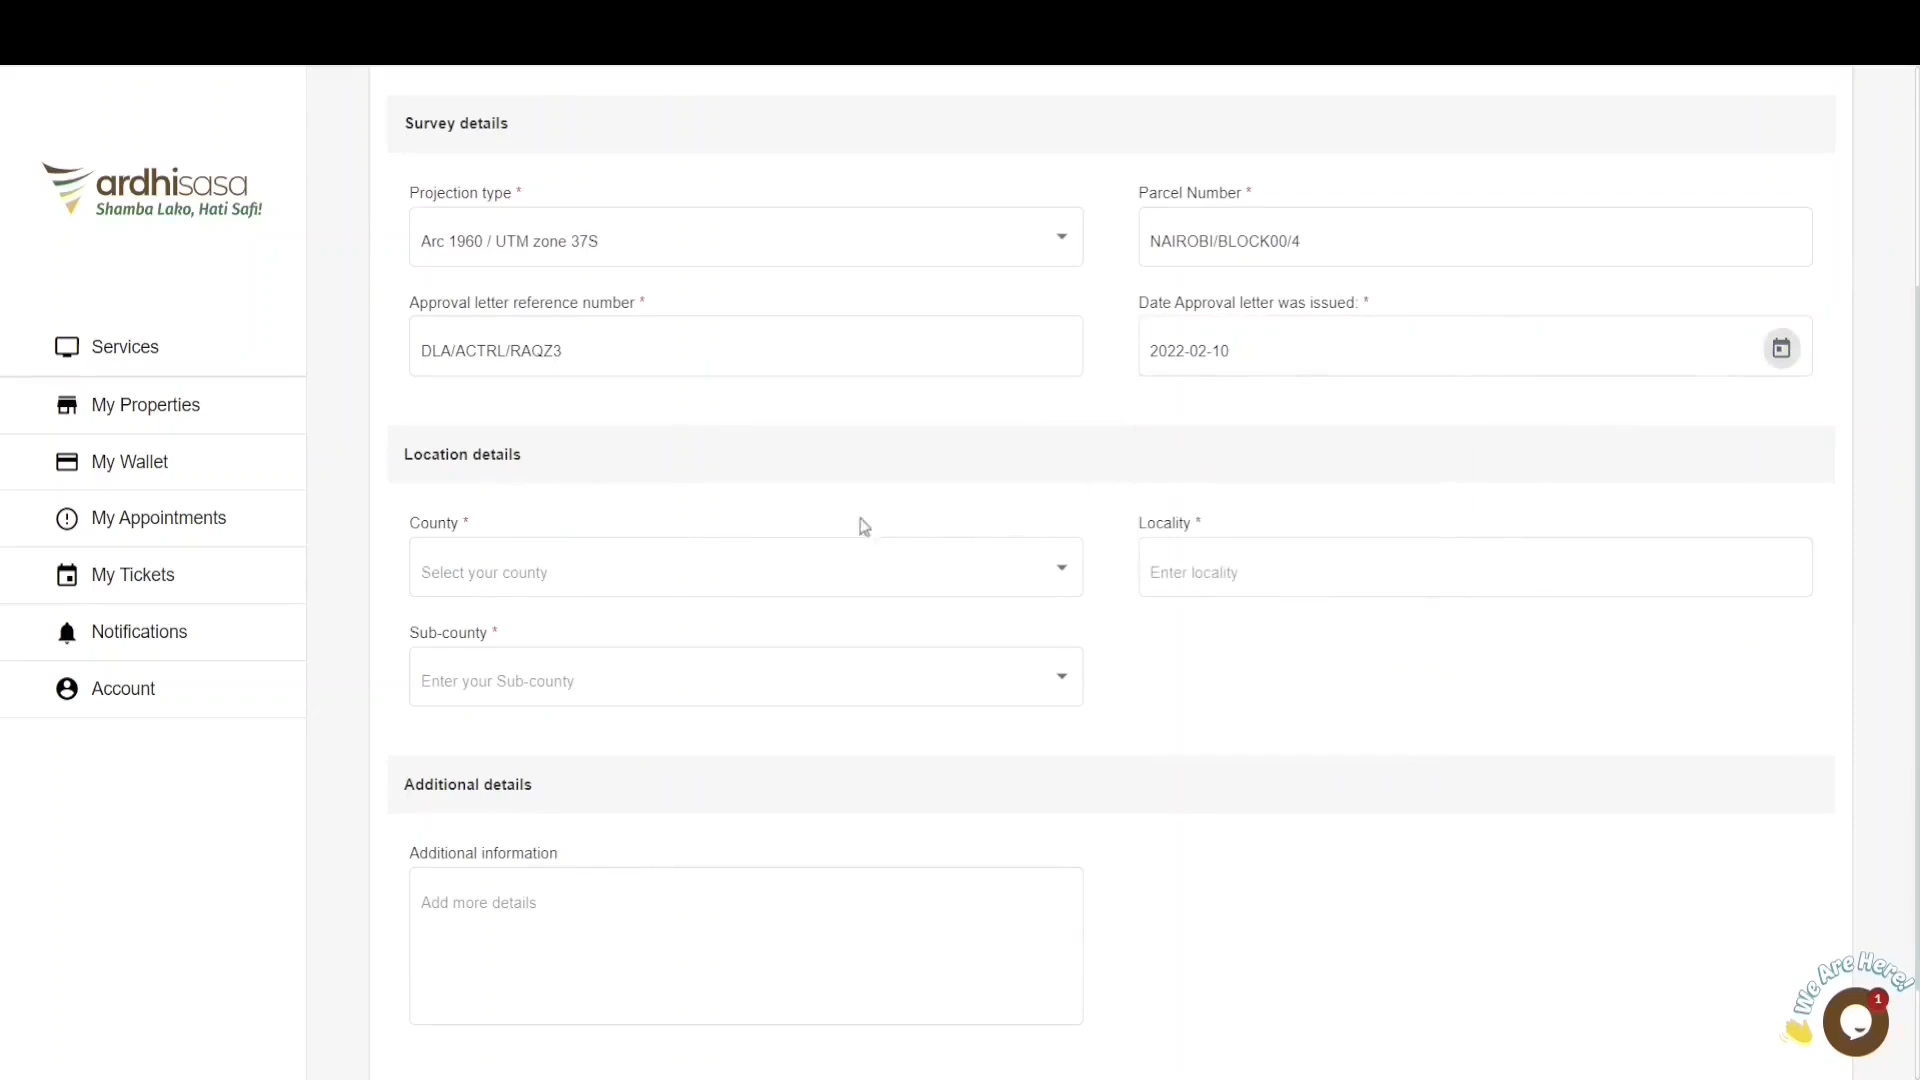 ardhisasa
Shamba Lako, Hati Safi!
Services
My Properties
My Wallet
My Appointments
My Tickets
Notifications
Account
Survey details
Projection type *
Arc 1960 / UTM zone 37S
Parcel Number *
NAIROBI/BLOCK00/4
Approval letter reference number *
DLA/ACTRL/RAQZ3
Date Approval letter was issued: *
2022-02-10
Location details
County *
Select your county
Locality *
Enter locality
Sub-county *
Enter your Sub-county
Additional details
Additional information
Add more details
We Are Here!
1